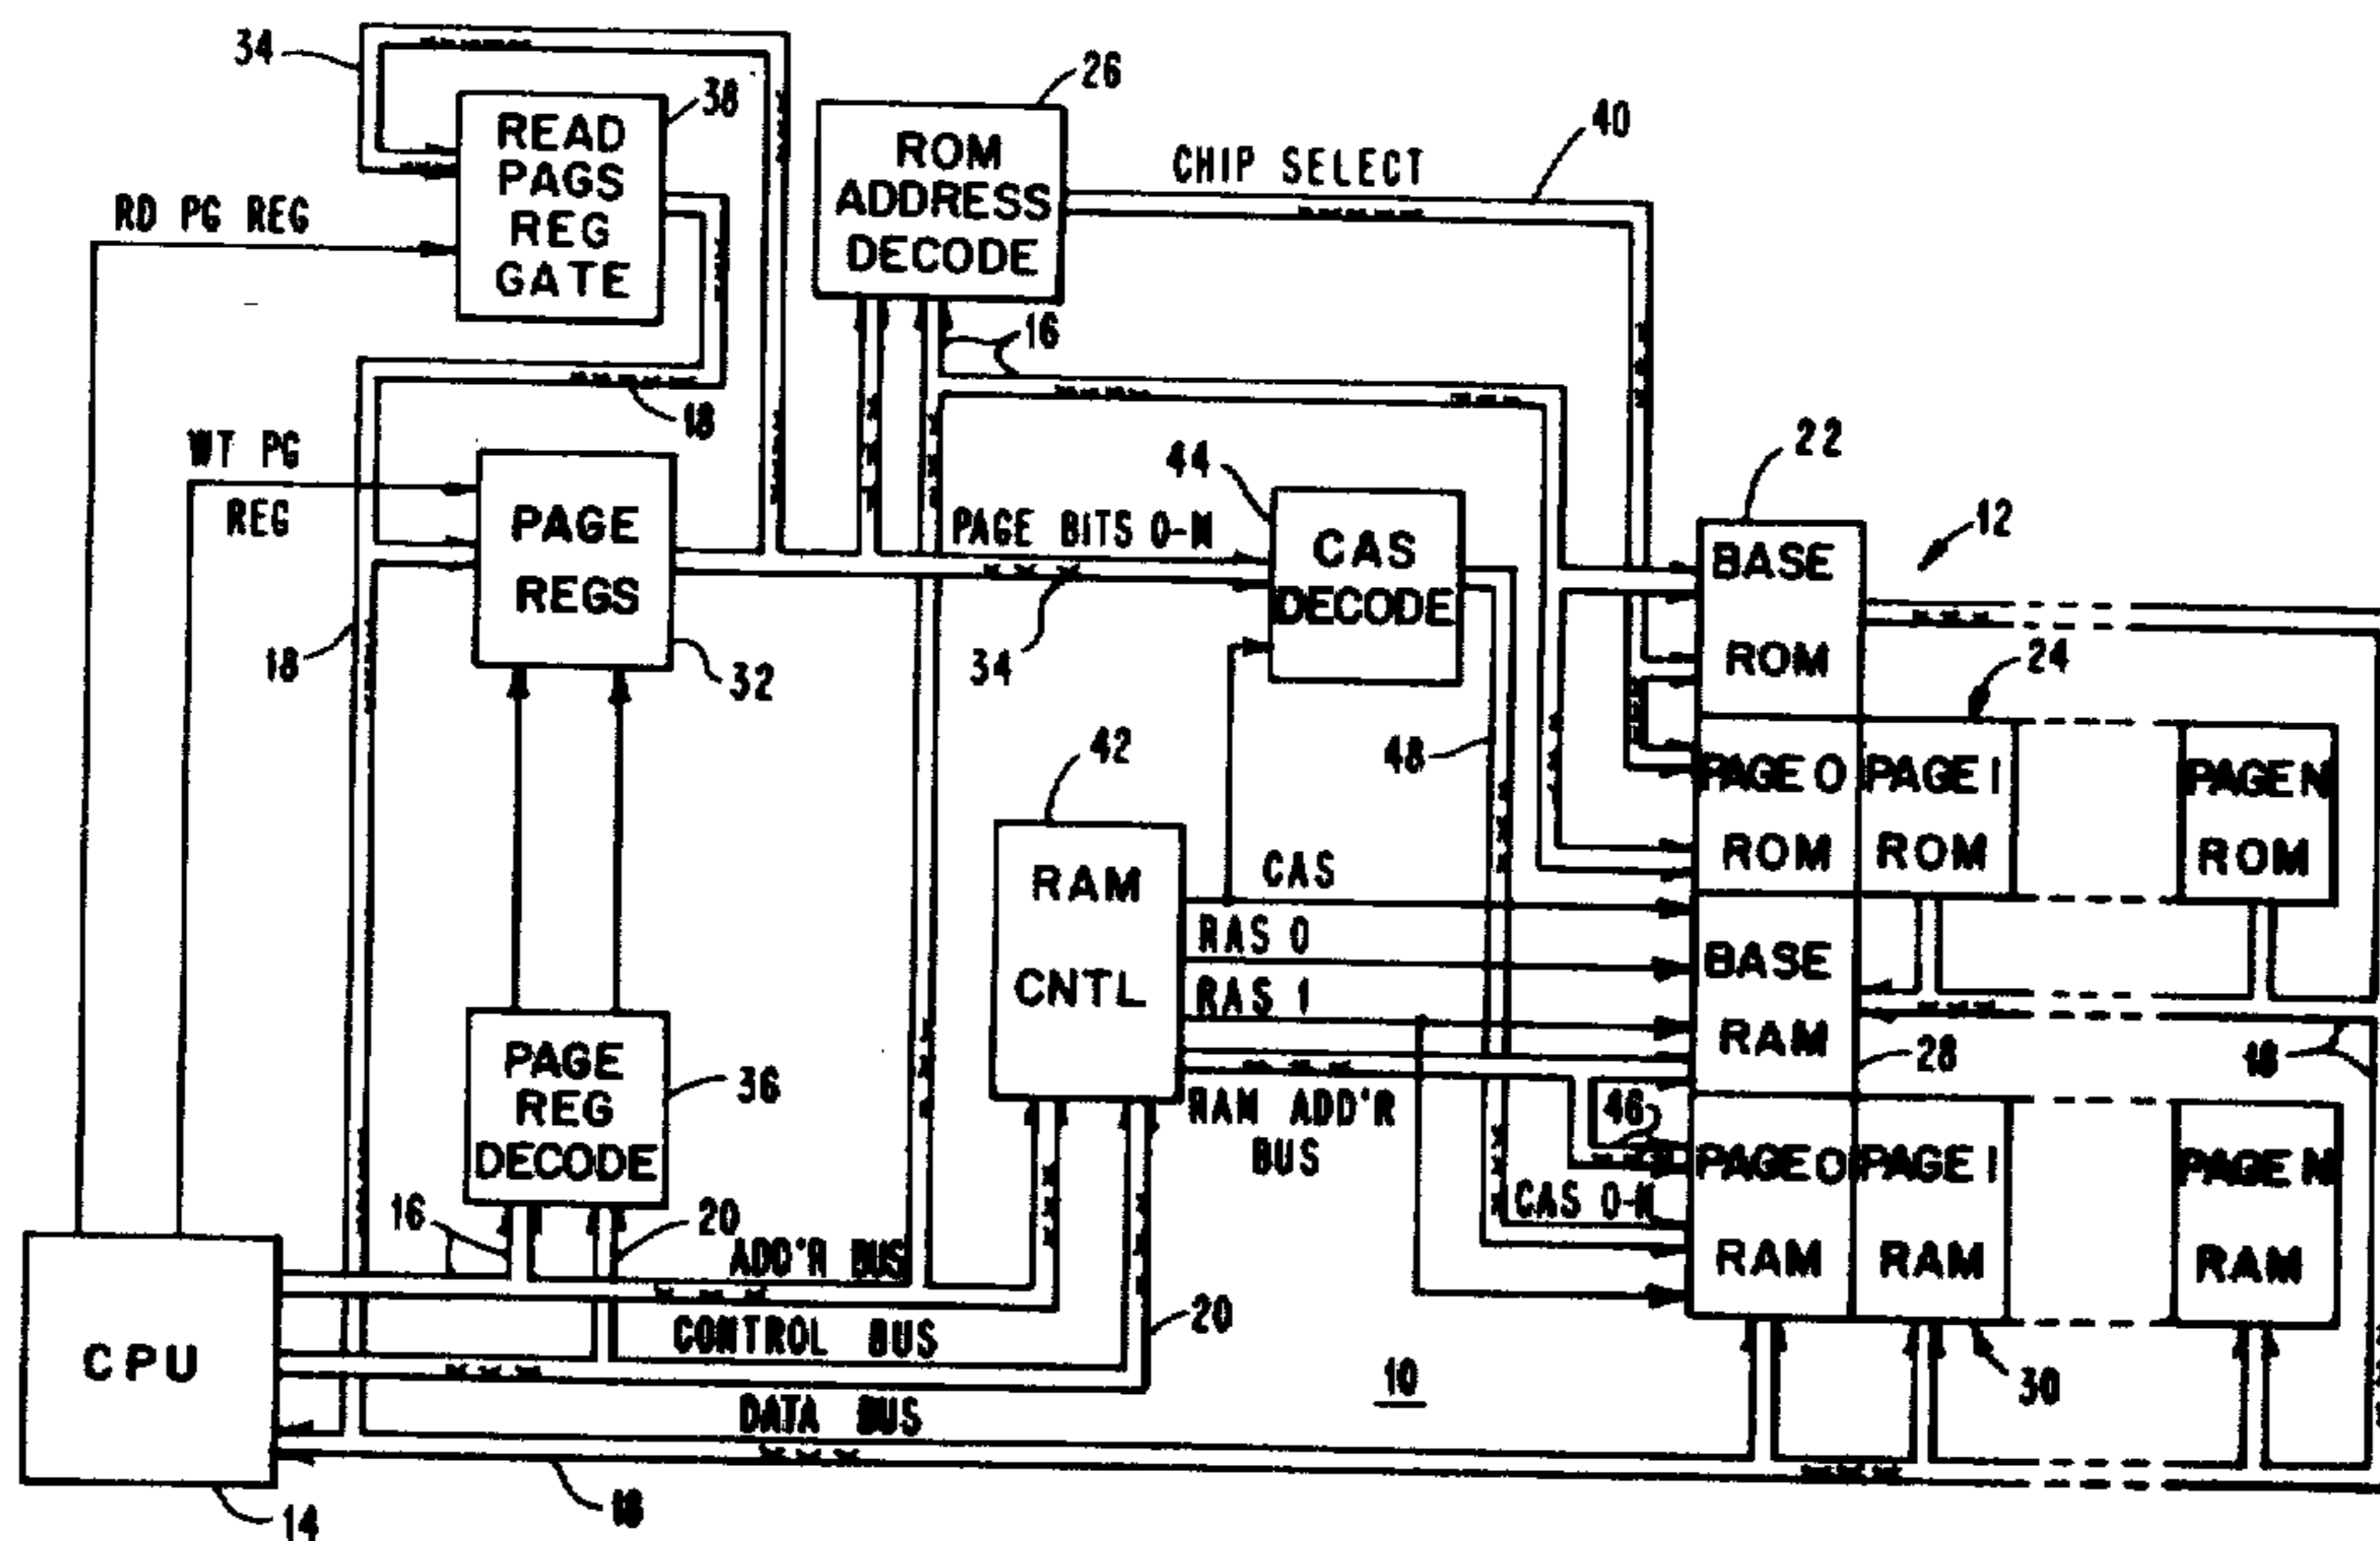 34
38
READ
PAGS
REG
GATE
RD PG REG
26
ROM
ADDRESS
DECODE
CHIP SELECT
40
16
18
WT PG
REG
PAGE
REGS
32
18
PAGE BITS 0-N
34
44
CAS
DECODE
22
12
BASE
ROM
24
PAGE 0
ROM
PAGE 1
ROM
PAGE N
ROM
48
42
RAM
CNTL
CAS
RAS 0
RAS 1
RAM ADD'R
BUS
BASE
RAM
28
18
46
CAS 0-N
PAGE 0
RAM
PAGE 1
RAM
PAGE N
RAM
30
PAGE
REG
DECODE
36
16
20
ADD'R BUS
CONTROL BUS
20
DATA BUS
18
CPU
14
10